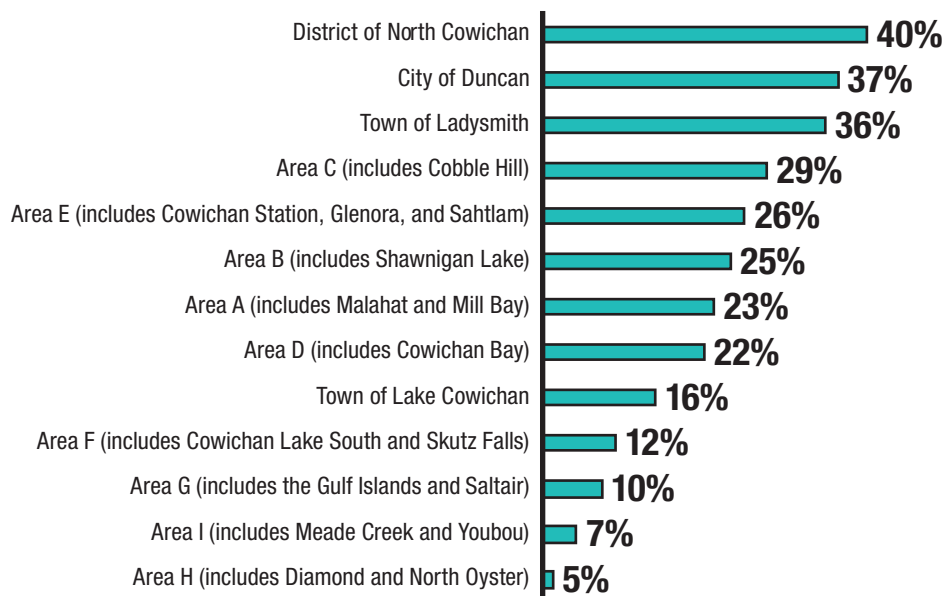 District of North Cowichan 40%
City of Duncan 37%
Town of Ladysmith 36%
Area C (includes Cobble Hill) 29%
Area E (includes Cowichan Station, Glenora, and Sahtlam) 26%
Area B (includes Shawnigan Lake) 25%
Area A (includes Malahat and Mill Bay) 23%
Area D (includes Cowichan Bay) 22%
Town of Lake Cowichan 16%
Area F (includes Cowichan Lake South and Skutz Falls) 12%
Area G (includes the Gulf Islands and Saltair) 10%
Area I (includes Meade Creek and Youbou) 7%
Area H (includes Diamond and North Oyster) 5%